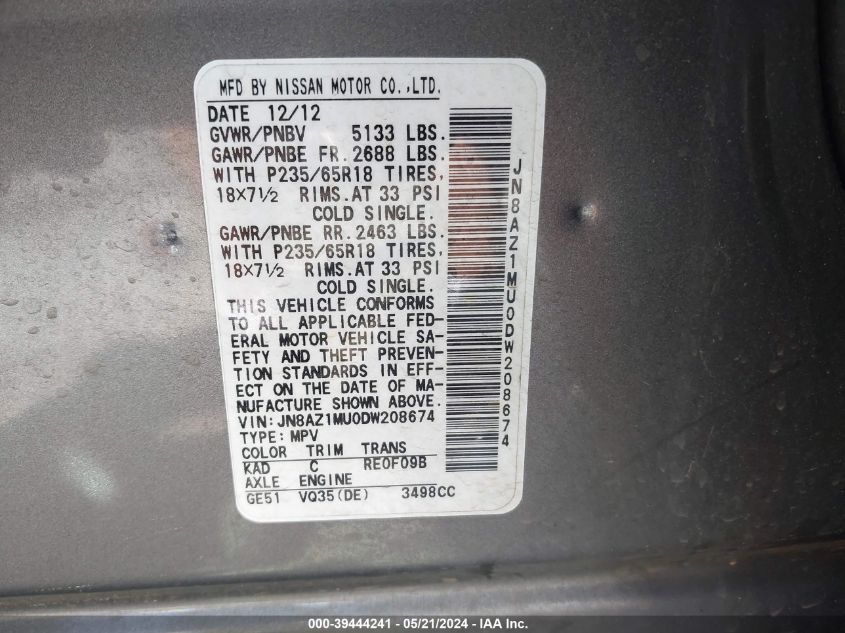 MFD BY NISSAN MOTOR CO.,LTD.
DATE 12/12
GVWR/PNBV 5133 LBS.
GAWR/PNBE FR. 2688 LBS.
WITH P235/65R18 TIRES,
18×7½ RIMS.AT 33 PSI
COLD SINGLE.
GAWR/PNBE RR. 2463 LBS.
WITH P235/65R18 TIRES,
18×7½ RIMS.AT 33 PSI
COLD SINGLE.
THIS VEHICLE CONFORMS
TO ALL APPLICABLE FED-
ERAL MOTOR VEHICLE SA-
FETY AND THEFT PREVEN-
TION STANDARDS IN EFF-
ECT ON THE DATE OF MA-
NUFACTURE SHOWN ABOVE.
VIN: JN8AZ1MU0DW208674
TYPE: MPV
COLOR TRIM TRANS
KAD C RE0F09B
AXLE ENGINE
GE51 VQ35(DE) 3498CC
JN8AZ1MU0DW208674
000-39444241 - 05/21/2024 - IAA Inc.